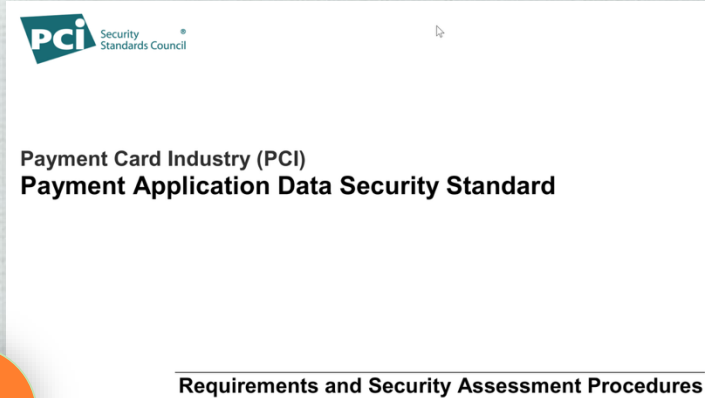 PCi Security ®
Standards Council
Payment Card Industry (PCI)
Payment Application Data Security Standard
Requirements and Security Assessment Procedures